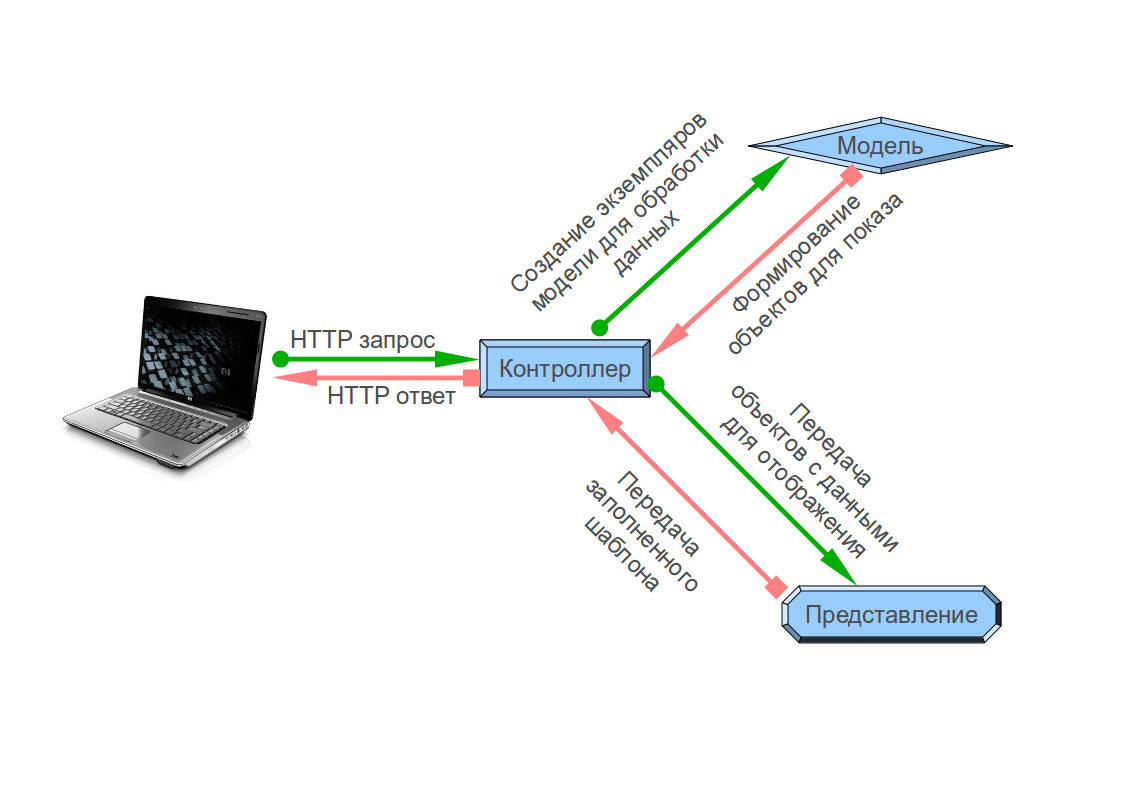 Модель
Создание экземпляров
модели для обработки
данных
Формирование
объектов для показа
HTTP запрос
Контроллер
HTTP ответ
Передача
объектов с данными
для отображения
Передача
заполненного
шаблона
Представление